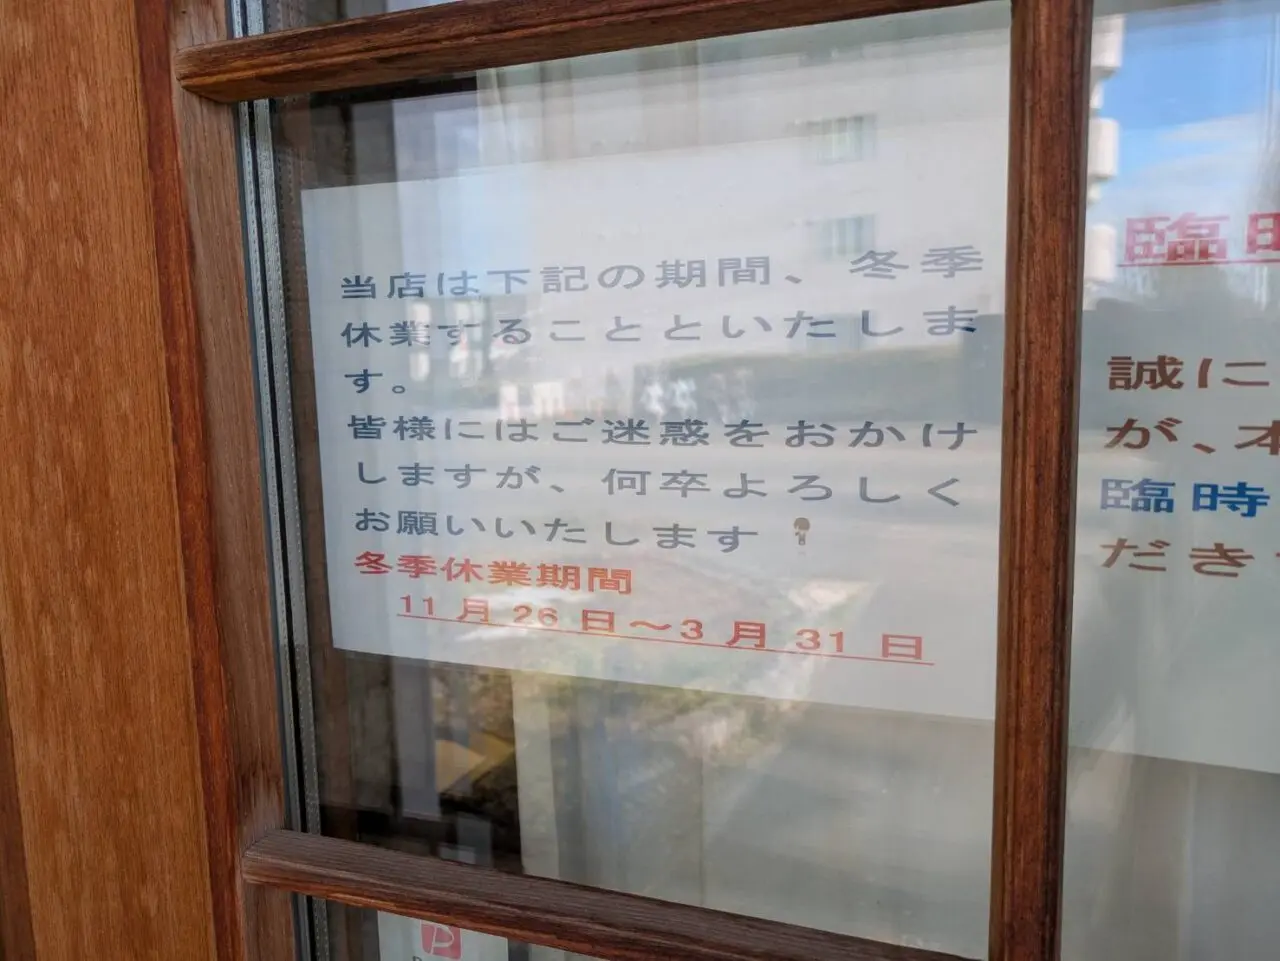 当店は下記の期間、冬季
休業することといたしま
す。
皆様にはご迷惑をおかけ
しますが、何卒よろしく
お願いいたします
冬季休業期間
11月26日～3月31日
臨時
誠に
が、本
臨時
だき